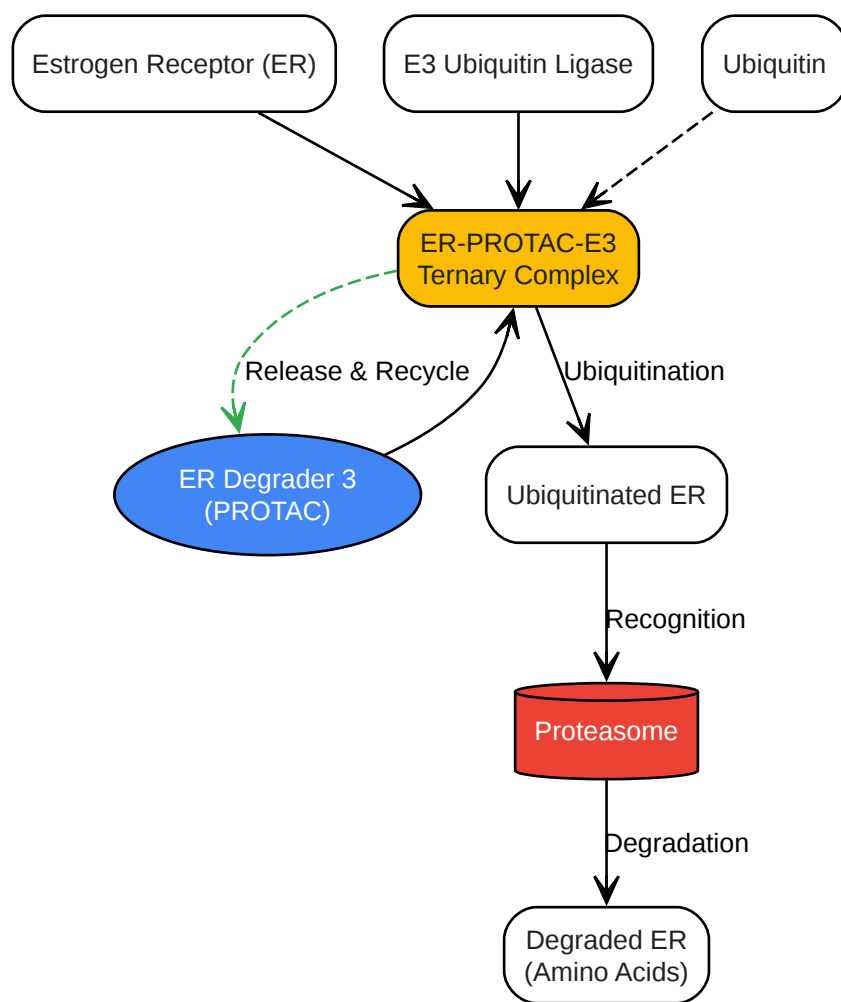 Estrogen Receptor (ER)
E3 Ubiquitin Ligase
Ubiquitin
ER-PROTAC-E3
Ternary Complex
Release & Recycle
Ubiquitination
ER Degrader 3
(PROTAC)
Ubiquitinated ER
Recognition
Proteasome
Degradation
Degraded ER
(Amino Acids)